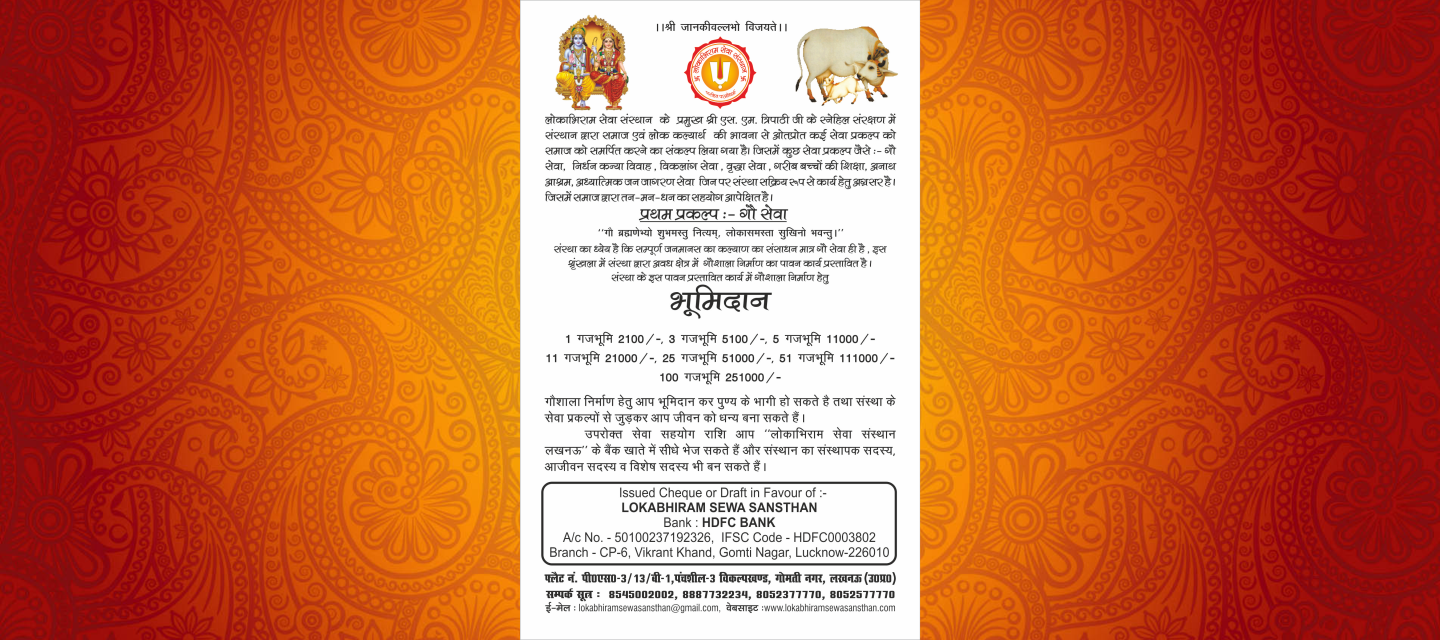 ।।श्री जानकीवल्लभो विजयते।।
लोकाभिराम सेवा संस्थान
लोकाभिराम सेवा संस्थान के प्रमुख श्री एस. एम. त्रिपाठी जी के स्नेहिल संरक्षण में
संस्थान द्वारा समाज एवं लोक कल्यार्थ की भावना से ओतप्रोत कई सेवा प्रकल्प को
समाज को समर्पित करने का संकल्प लिया गया है। जिसमें कुछ सेवा प्रकल्प जैसे :- गौ
सेवा, निर्धन कन्या विवाह , विकलांग सेवा , वृद्धा सेवा , गरीब बच्चों की शिक्षा, अनाथ
आश्रम, अध्यात्मिक जन जागरण सेवा जिन पर संस्था सक्रिय रूप से कार्य हेतु अग्रसर है।
जिसमें समाज द्वारा तन-मन-धन का सहयोग आपेक्षित है।
प्रथम प्रकल्प :- गौ सेवा
‘‘गौ ब्रह्मणेभ्यो शुभमस्तु नित्यम्, लोकासमस्ता सुखिनो भवन्तु।’’
संस्था का ध्येय है कि सम्पूर्ण जनमानस का कल्याण का संसाधन मात्र गौ सेवा ही है , इस
श्रृंखला में संस्था द्वारा अवध क्षेत्र में गौशाला निर्माण का पावन कार्य प्रस्तावित है।
संस्था के इस पावन प्रस्तावित कार्य में गौशाला निर्माण हेतु
भूमिदान
1 गजभूमि 2100/-, 3 गजभूमि 5100/-, 5 गजभूमि 11000/-
11 गजभूमि 21000/-, 25 गजभूमि 51000/-, 51 गजभूमि 111000/-
100 गजभूमि 251000/-
गौशाला निर्माण हेतु आप भूमिदान कर पुण्य के भागी हो सकते है तथा संस्था के
सेवा प्रकल्पों से जुड़कर आप जीवन को धन्य बना सकते हैं।
उपरोक्त सेवा सहयोग राशि आप ‘‘लोकाभिराम सेवा संस्थान
लखनऊ’’ के बैंक खाते में सीधे भेज सकते हैं और संस्थान का संस्थापक सदस्य,
आजीवन सदस्य व विशेष सदस्य भी बन सकते हैं।
Issued Cheque or Draft in Favour of :-
LOKABHIRAM SEWA SANSTHAN
Bank : HDFC BANK
A/c No. - 50100237192326, IFSC Code - HDFC0003802
Branch - CP-6, Vikrant Khand, Gomti Nagar, Lucknow-226010
फ्लैट नं. पी0एस0-3/13/बी-1,पंचशील-3 विकल्पखण्ड, गोमती नगर, लखनऊ (उ0प्र0)
सम्पर्क सूत्र : 8545002002, 8887732234, 8052377770, 8052577770
ई-मेल : lokabhiramsewasansthan@gmail.com, वेबसाइट :www.lokabhiramsewasansthan.com